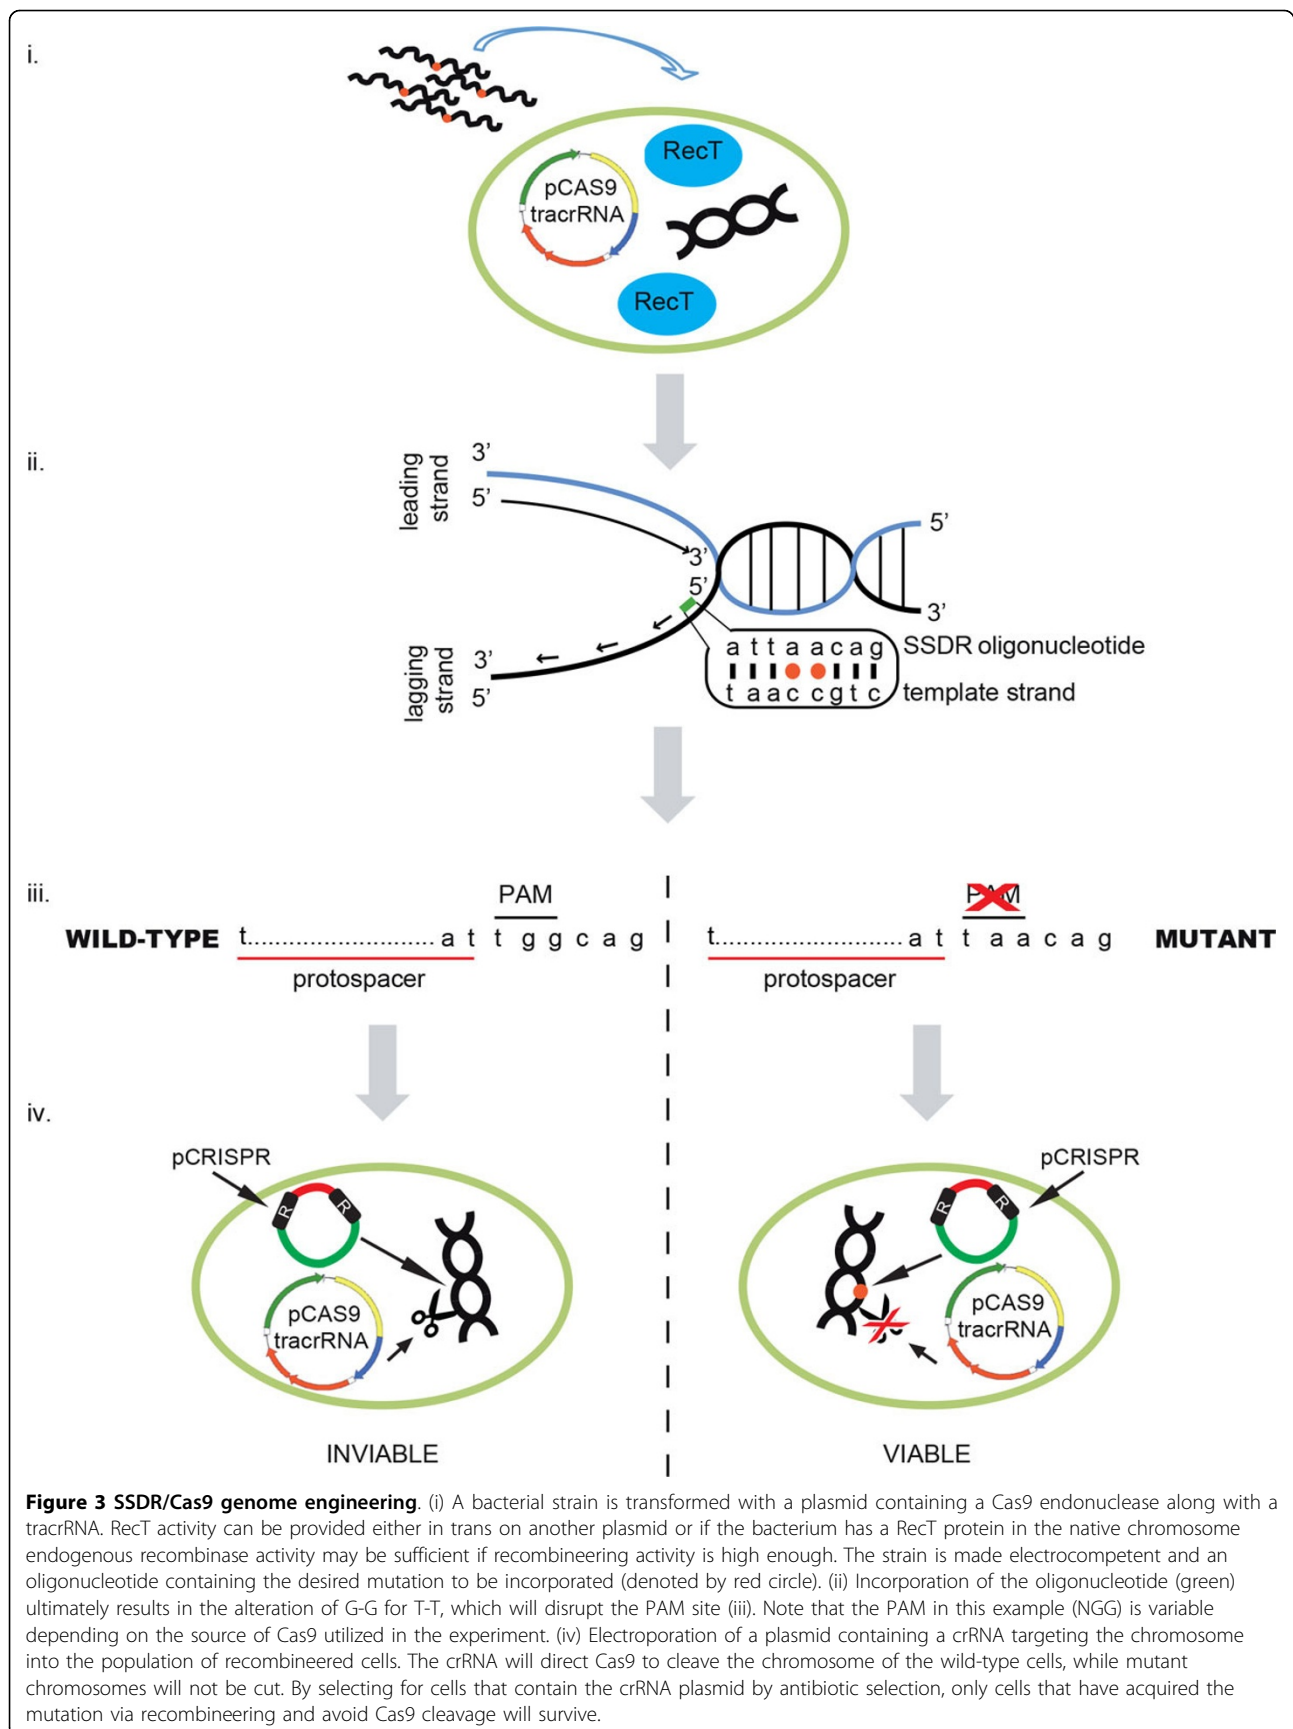 i.
RecT
pCAS9
tracrRNA
RecT
ii.
leading
strand
3’
5’
3’
5’
5’
3’
lagging
strand
3’
5’
a t t a a c a g SSDR oligonucleotide
t a a c c g t c template strand
iii.
PAM
WILD-TYPE t............................ a t t g g c a g
protospacer
PAM
t............................ a t t a a c a g MUTANT
protospacer
iv.
pCRISPR
R R
pCAS9
tracrRNA
INVIABLE
pCRISPR
R R
pCAS9
tracrRNA
VIABLE
Figure 3 SSDR/Cas9 genome engineering. (i) A bacterial strain is transformed with a plasmid containing a Cas9 endonuclease along with a
tracrRNA. RecT activity can be provided either in trans on another plasmid or if the bacterium has a RecT protein in the native chromosome
endogenous recombinase activity may be sufficient if recombineering activity is high enough. The strain is made electrocompetent and an
oligonucleotide containing the desired mutation to be incorporated (denoted by red circle). (ii) Incorporation of the oligonucleotide (green)
ultimately results in the alteration of G-G for T-T, which will disrupt the PAM site (iii). Note that the PAM in this example (NGG) is variable
depending on the source of Cas9 utilized in the experiment. (iv) Electroporation of a plasmid containing a crRNA targeting the chromosome
into the population of recombineered cells. The crRNA will direct Cas9 to cleave the chromosome of the wild-type cells, while mutant
chromosomes will not be cut. By selecting for cells that contain the crRNA plasmid by antibiotic selection, only cells that have acquired the
mutation via recombineering and avoid Cas9 cleavage will survive.